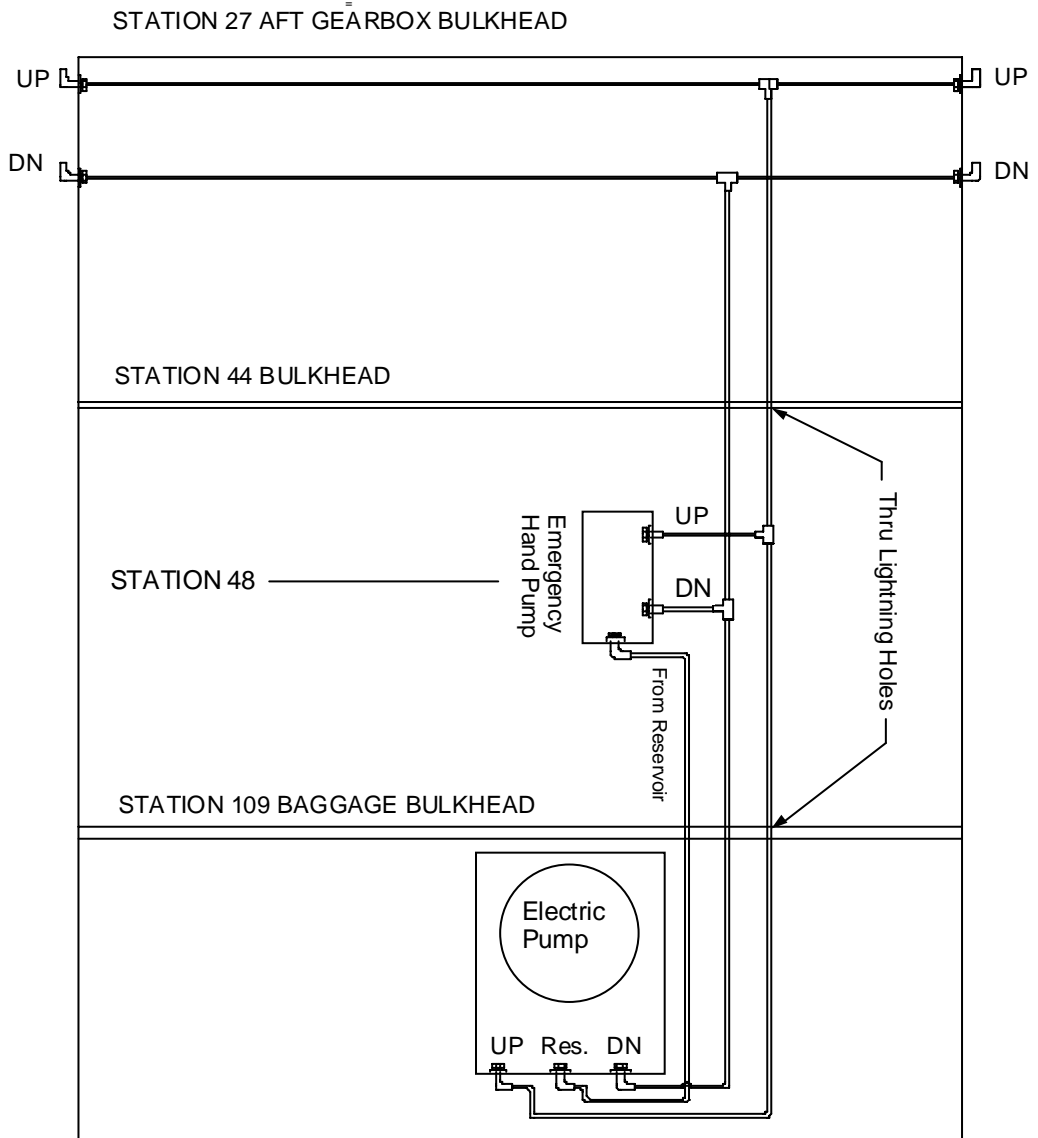 STATION 27 AFT GEARBOX BULKHEAD
UP
UP
DN
DN
STATION 44 BULKHEAD
UP
Emergency
Hand Pump
Thru Lightning Holes
STATION 48
DN
From Reservoir
STATION 109 BAGGAGE BULKHEAD
Electric
Pump
UP Res. DN